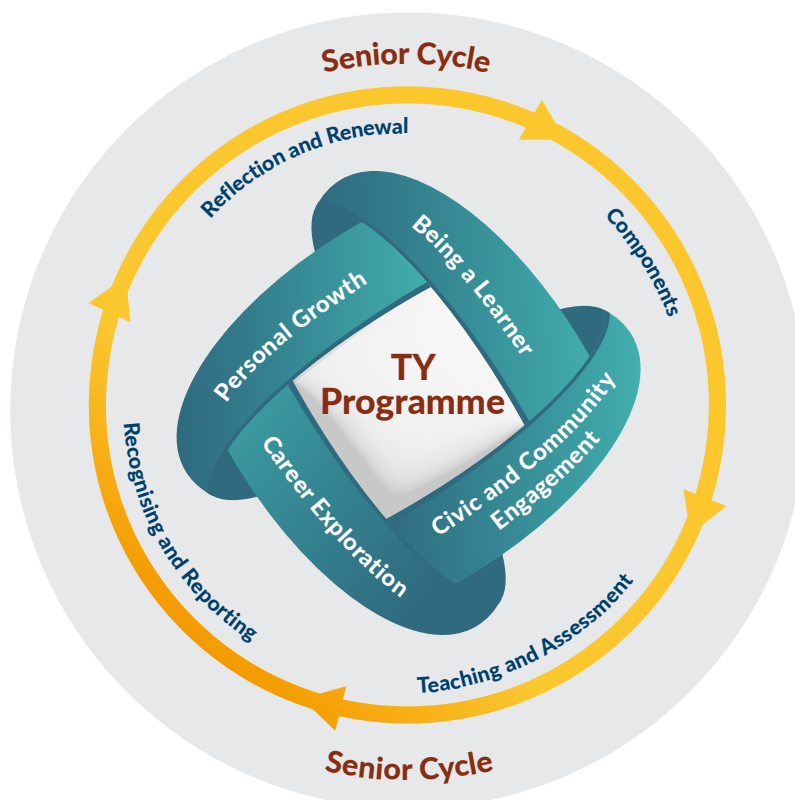 Senior Cycle
Reflection and Renewal
Components
Being a Learner
Personal Growth
TY
Programme
Civic and Community
Engagement
Career Exploration
Recognising and Reporting
Teaching and Assessment
Senior Cycle